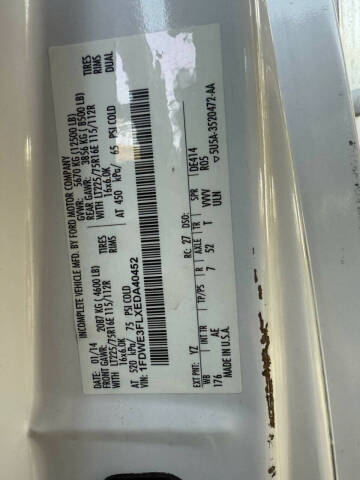 INCOMPLETE VEHICLE MFD. BY FORD MOTOR COMPANY
01/14 GVWR: 5670 KG (12500 LB)
FRONT GAWR: 2087 KG (4600 LB) REAR GAWR: 3856 KG (8500 LB)
WITH LT225/75R16E 115/112R TIRES WITH LT225/75R16E 115/112R TIRES
16x6.0K RIMS 16x6.0K RIMS
AT 520 kPa/ 75 PSI COLD AT 450 kPa/ 65 PSI COLD DUAL
VIN: 1FDWE3FLXEDA40452
EXT PNT: YZ RC: 27 DSO: DE414
WB INT TR TP/PS R AXLE TR SPR R05
176 AE 7 52 T VWV
MADE IN U.S.A. ULN
5U5A-3520472-AA